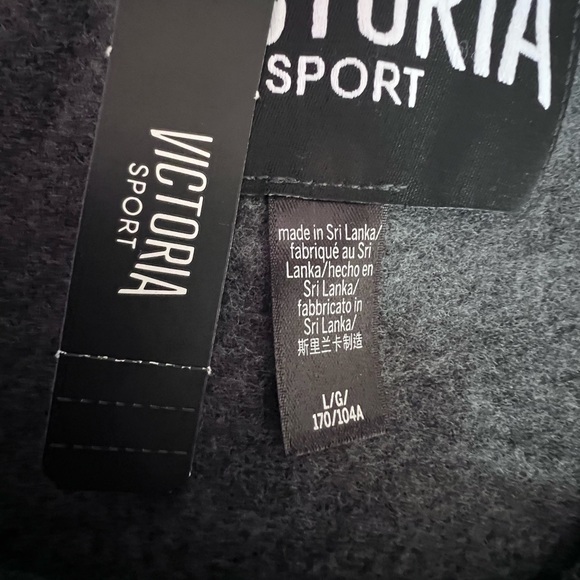 VICTORIA
SPORT
TORIA
SPORT
made in Sri Lanka/
fabriqué au Sri
Lanka/hecho en
Sri Lanka/
fabbricato in
Sri Lanka/
斯里兰卡制造
L/G/
170/104A